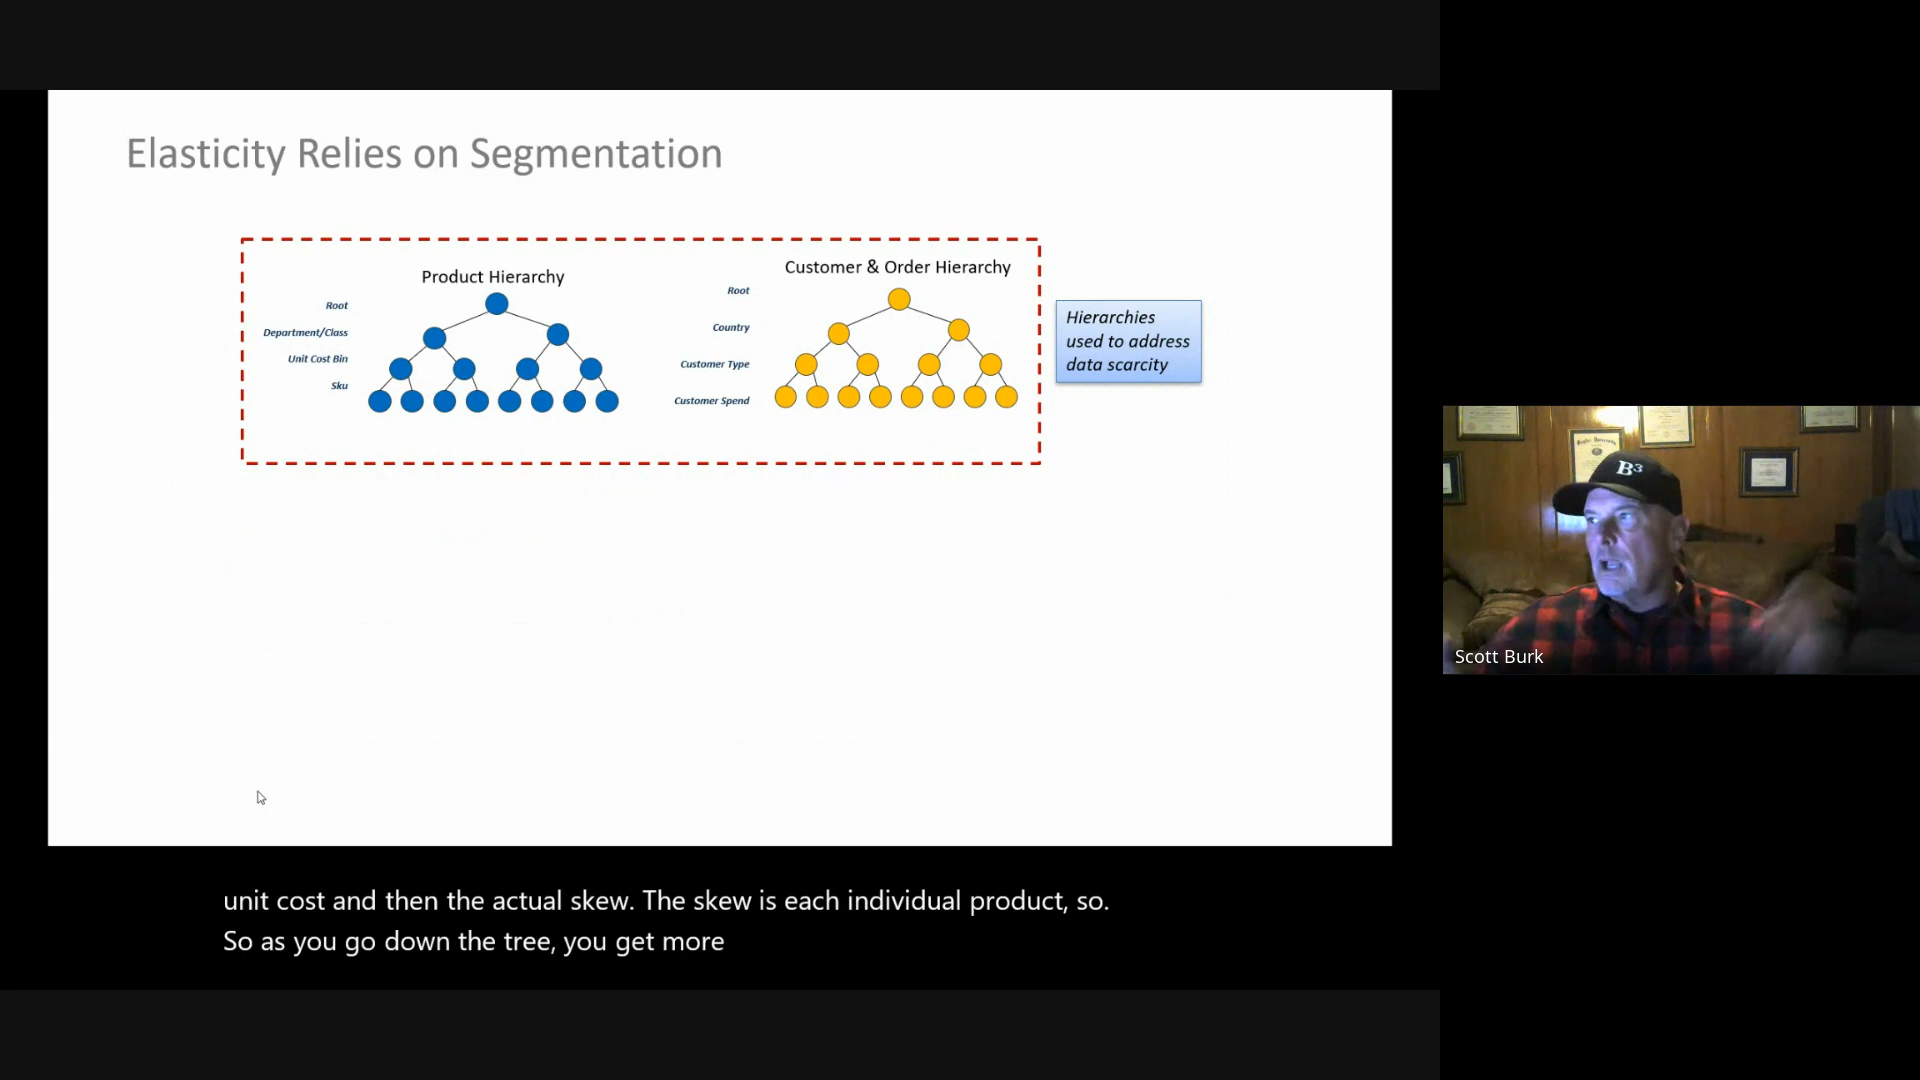 Elasticity Relies on Segmentation
Product Hierarchy
Root
Department/Class
Unit Cost Bin
Sku
Customer & Order Hierarchy
Root
Country
Customer Type
Customer Spend
Hierarchies
used to address
data scarcity
B³
Scott Burk
unit cost and then the actual skew. The skew is each individual product, so.
So as you go down the tree, you get more